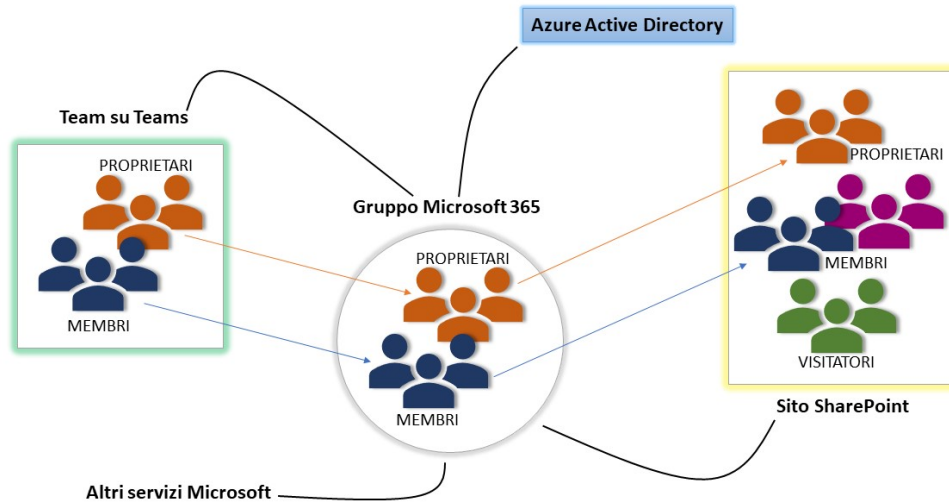 Azure Active Directory
Team su Teams
PROPRIETARI
MEMBRI
Gruppo Microsoft 365
PROPRIETARI
MEMBRI
PROPRIETARI
MEMBRI
VISITATORI
Sito SharePoint
Altri servizi Microsoft